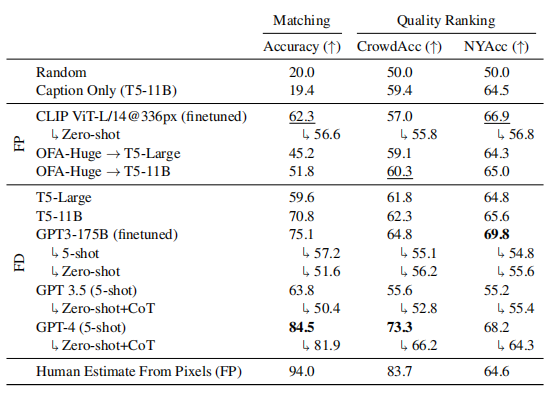 Matching Quality Ranking
Accuracy (↑) CrowdAcc (↑) NYAcc (↑)
Random 20.0 50.0 50.0
Caption Only (T5-11B) 19.4 59.4 64.5
FP
CLIP ViT-L/14@336px (finetuned) 62.3 57.0 66.9
↳ Zero-shot ↳ 56.6 ↳ 55.8 ↳ 56.8
OFA-Huge → T5-Large 45.2 59.1 64.3
OFA-Huge → T5-11B 51.8 60.3 65.0
FD
T5-Large 59.6 61.8 64.8
T5-11B 70.8 62.3 65.6
GPT3-175B (finetuned) 75.1 64.8 69.8
↳ 5-shot ↳ 57.2 ↳ 55.1 ↳ 54.8
↳ Zero-shot ↳ 51.6 ↳ 56.2 ↳ 55.6
GPT 3.5 (5-shot) 63.8 55.6 55.2
↳ Zero-shot+CoT ↳ 50.4 ↳ 52.8 ↳ 55.4
GPT-4 (5-shot) 84.5 73.3 68.2
↳ Zero-shot+CoT ↳ 81.9 ↳ 66.2 ↳ 64.3
Human Estimate From Pixels (FP) 94.0 83.7 64.6